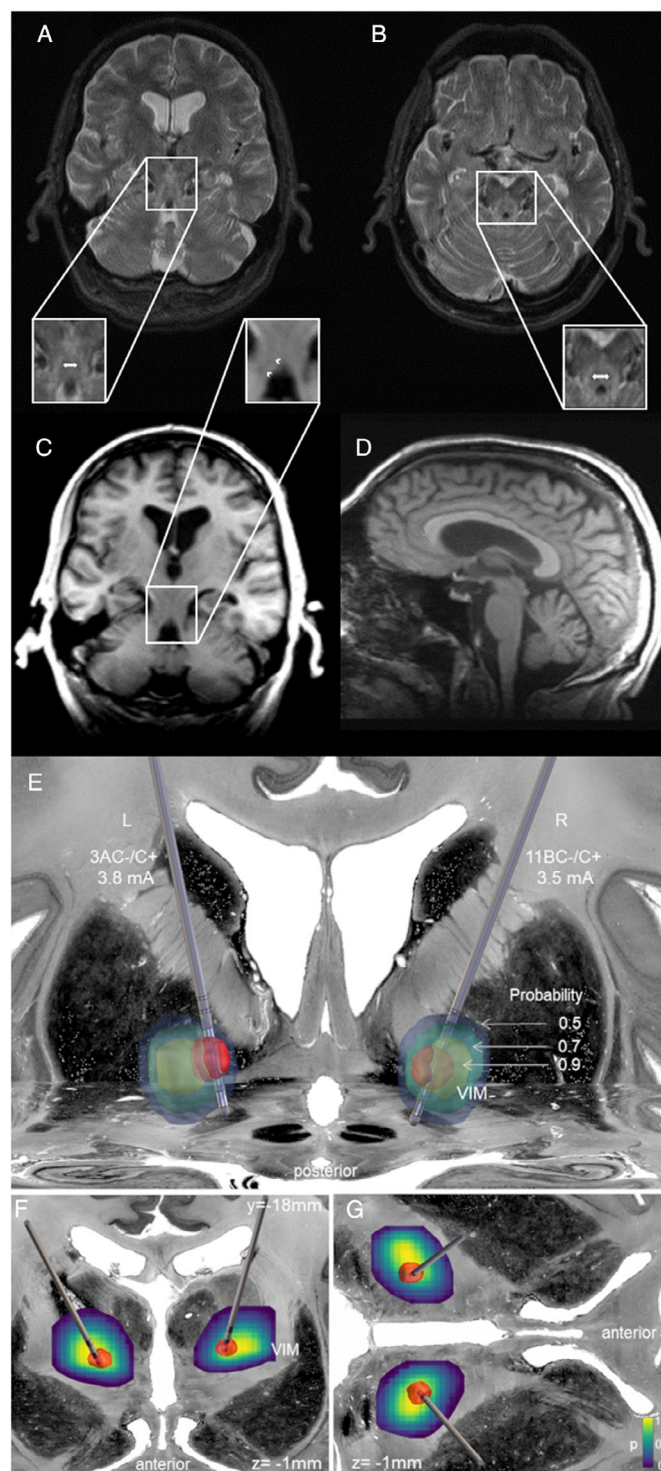 A
B
C
D
E
L
R
3AC-/C+
3.8 mA
11BC-/C+
3.5 mA
Probability
0.5
0.7
0.9
VIM
posterior
F
y=-18mm
VIM
anterior
z= -1mm
G
anterior
z= -1mm
p